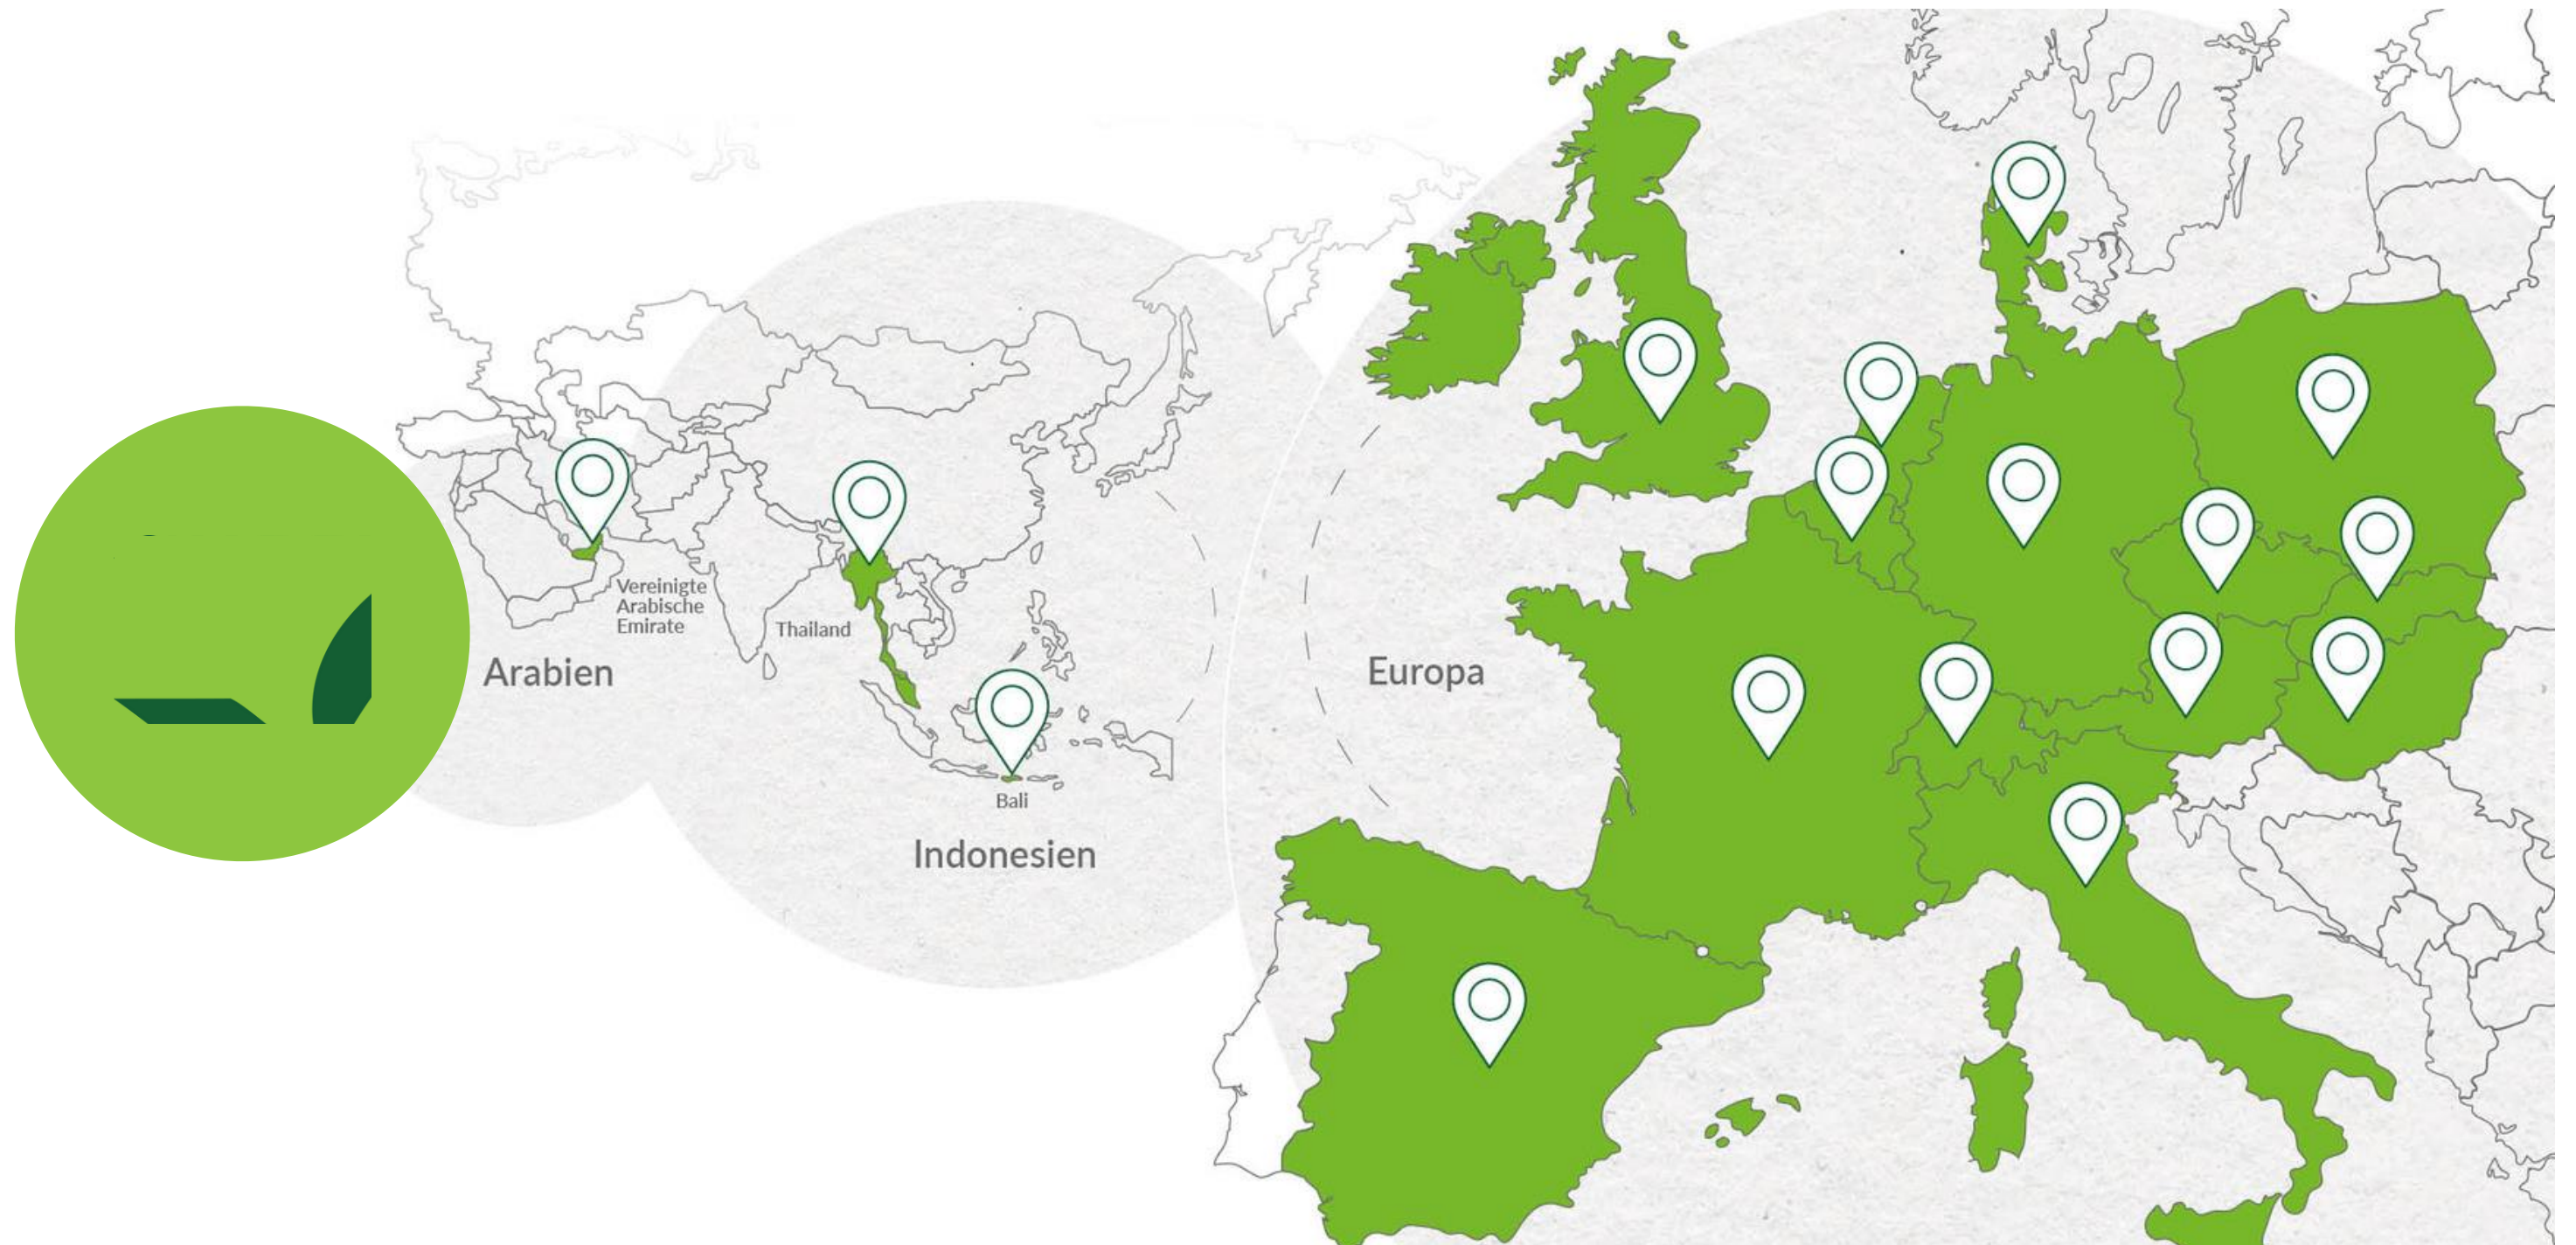 Vereinigte
Arabische
Emirate
Thailand
Arabien
Europa
Bali
Indonesien